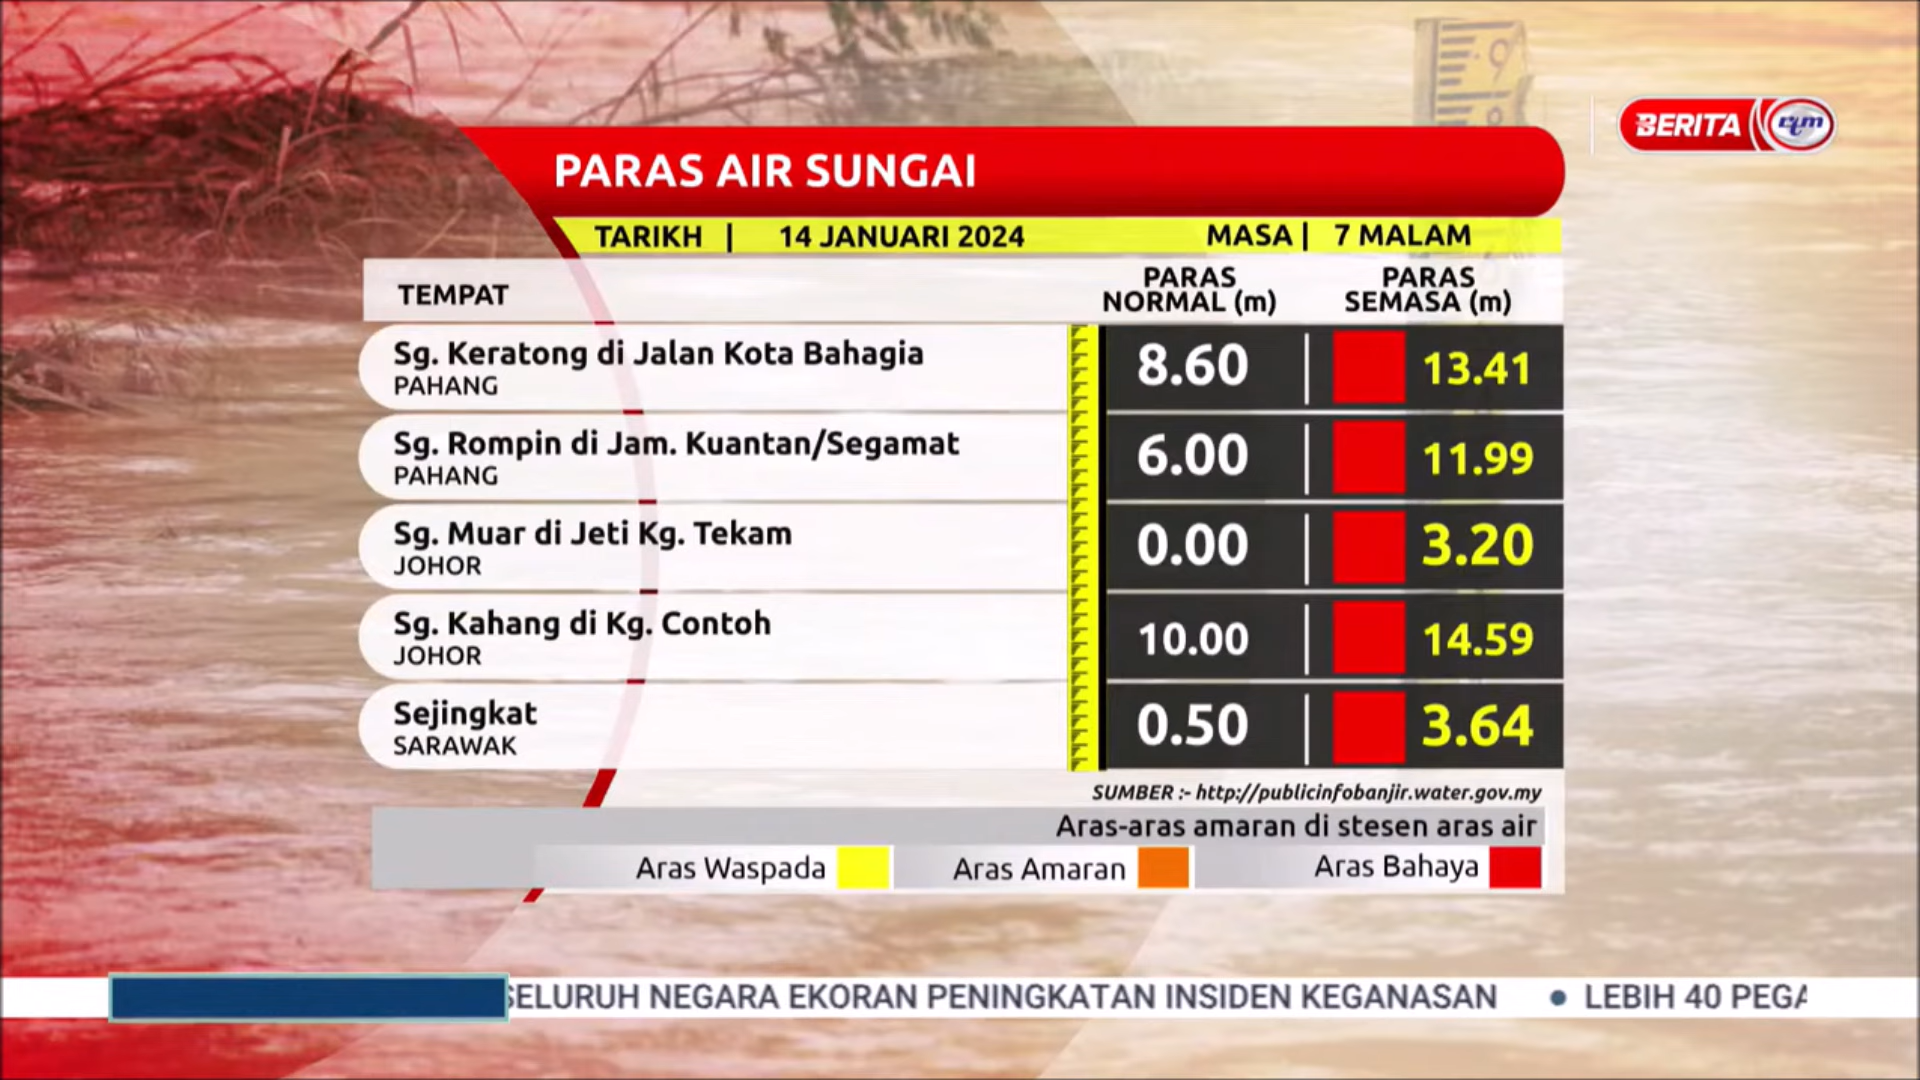 BERITA rtm
PARAS AIR SUNGAI
TARIKH | 14 JANUARI 2024 MASA | 7 MALAM
TEMPAT PARAS NORMAL (m) PARAS SEMASA (m)
Sg. Keratong di Jalan Kota Bahagia 8.60 | 13.41
PAHANG
Sg. Rompin di Jam. Kuantan/Segamat 6.00 | 11.99
PAHANG
Sg. Muar di Jeti Kg. Tekam 0.00 | 3.20
JOHOR
Sg. Kahang di Kg. Contoh 10.00 | 14.59
JOHOR
Sejingkat 0.50 | 3.64
SARAWAK
SUMBER :- http://publicinfobanjir.water.gov.my
Aras-aras amaran di stesen aras air
Aras Waspada Aras Amaran Aras Bahaya
SELURUH NEGARA EKORAN PENINGKATAN INSIDEN KEGANASAN • LEBIH 40 PEGA